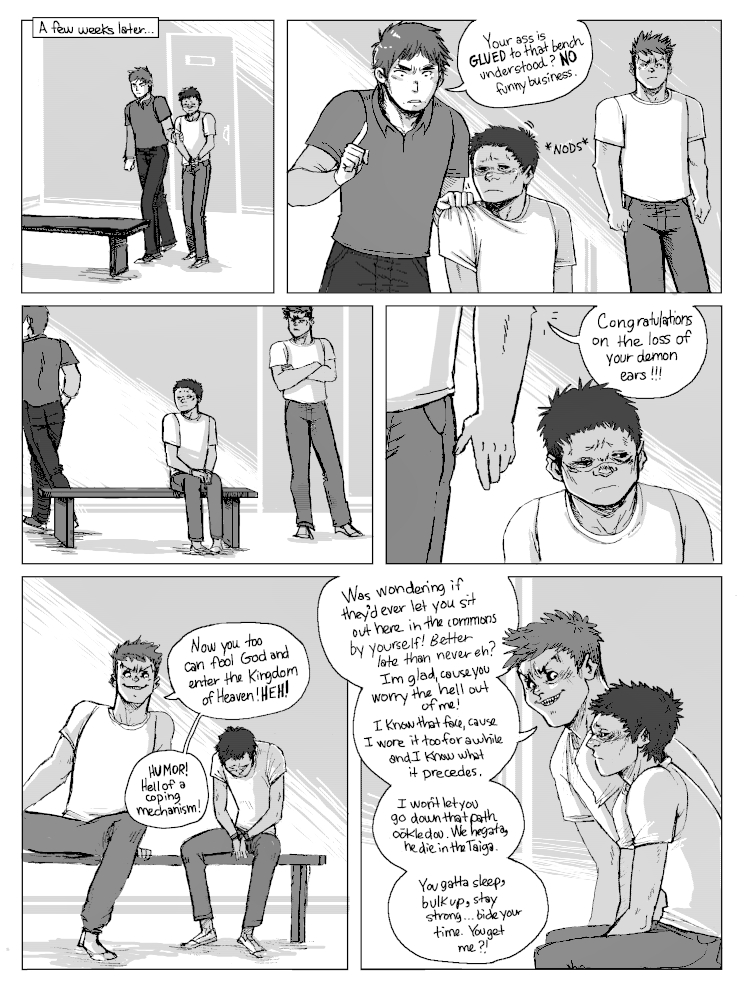 A few weeks later...
Your ass is
GLUED to that bench
understood? NO
funny business.
*NODS*
Congratulations
on the loss of
your demon
ears!!!
Now you too
can fool God and
enter the Kingdom
of Heaven! HEH!
HUMOR!
Hell of a
coping
mechanism!
Was wondering if
they'd ever let you sit
out here in the commons
by yourself! Better
late than never eh?
I'm glad, cause you
worry the hell out
of me!
I know that face, cause
I wore it too for a while
and I know what
it precedes.
I won't let you
go down that path
ookledou. We negata,
he die in the Taiga.
You gatta sleep,
bulk up, stay
strong... bide your
time. You get
me?!